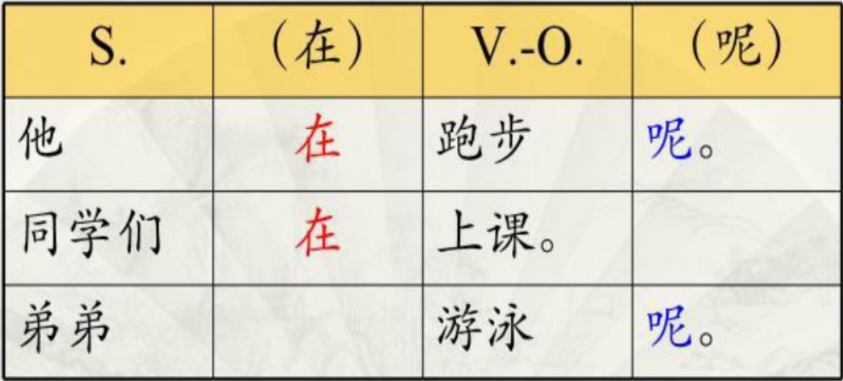 S. （在） V.-O. （呢）
他 在 跑步 呢。
同学们 在 上课。
弟弟 游泳 呢。